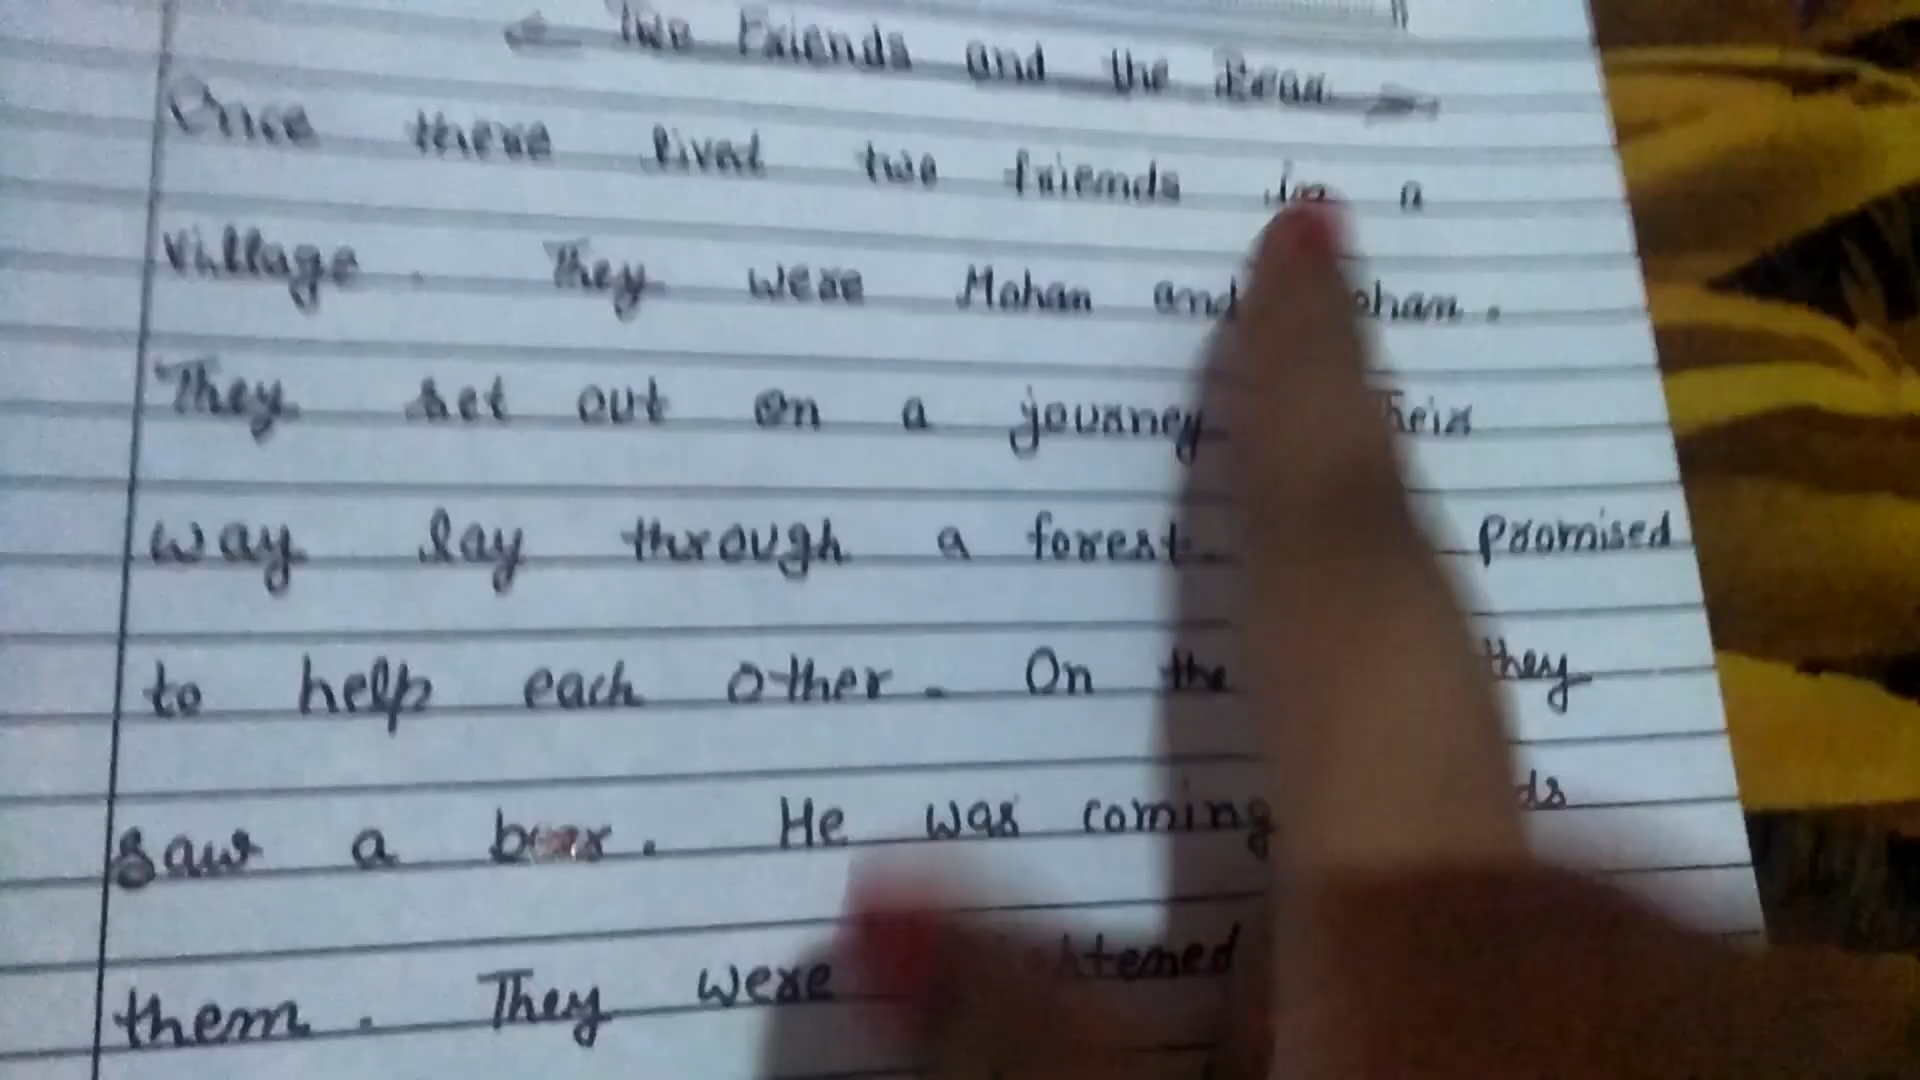 Two Friends and the Bear
Once there lived two friends in a
village. They were Mohan and
They set out on a journey
way lay through a forest. promised
to help each other. On the they
saw a bear. He was coming
them. They were